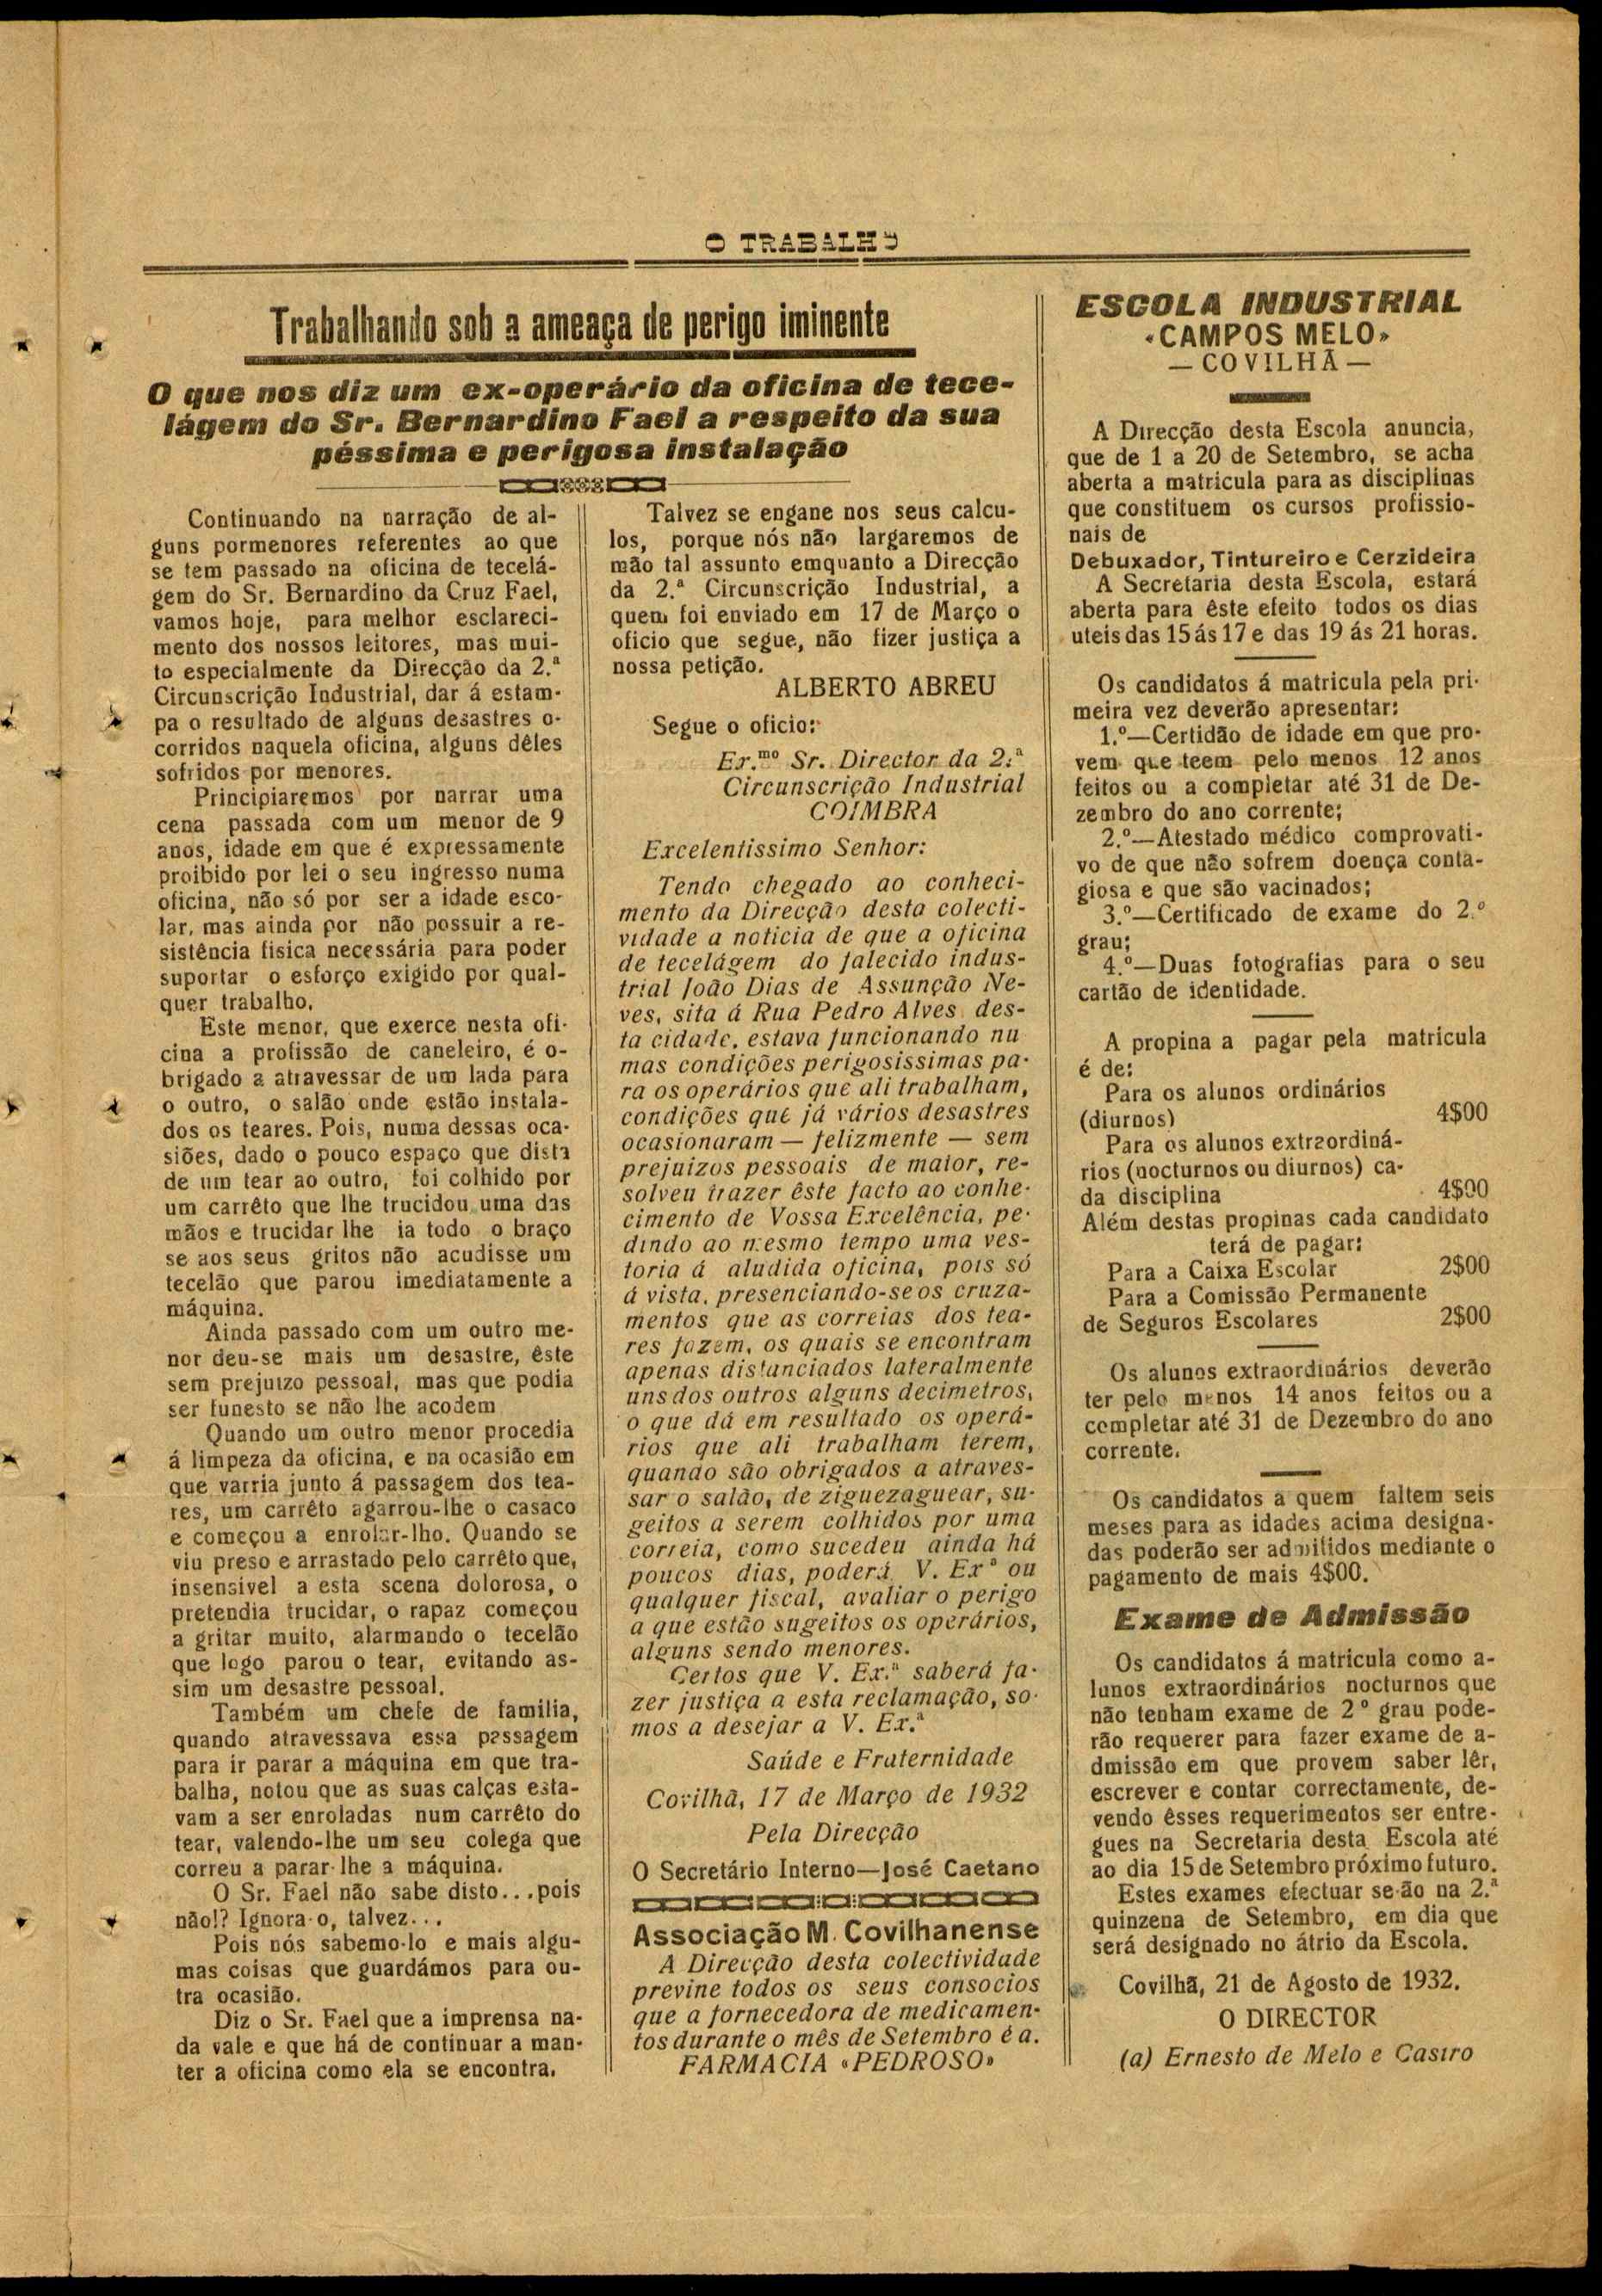 O TRABALHO
Trabalhando sob a ameaça de perigo iminente
O que nos diz um ex-operário da oficina de tece-
lágem do Sr. Bernardino Fael a respeito da sua
péssima e perigosa instalação
Continuando na narração de al-
guns pormenores referentes ao que
se tem passado na oficina de tecelá-
gem do Sr. Bernardino da Cruz Fael,
vamos hoje, para melhor esclareci-
mento dos nossos leitores, mas mui-
to especialmente da Direcção da 2.ª
Circunscrição Industrial, dar á estam-
pa o resultado de alguns desastres o-
corridos naquela oficina, alguns dêles
sofridos por menores.
Principiaremos por narrar uma
cena passada com um menor de 9
anos, idade em que é expressamente
proibido por lei o seu ingresso numa
oficina, não só por ser a idade esco-
lar, mas ainda por não possuir a re-
sistência fisica necessária para poder
suportar o esforço exigido por qual-
quer trabalho.
Este menor, que exerce nesta ofi-
cina a profissão de caneleiro, é o-
brigado a atravessar de um lada para
o outro, o salão onde estão instala-
dos os teares. Pois, numa dessas oca-
siões, dado o pouco espaço que dista
de um tear ao outro, foi colhido por
um carrêto que lhe trucidou uma das
mãos e trucidar lhe ia todo o braço
se aos seus gritos não acudisse um
tecelão que parou imediatamente a
máquina.
Ainda passado com um outro me-
nor deu-se mais um desastre, êste
sem prejuizo pessoal, mas que podia
ser funesto se não lhe acodem
Quando um outro menor procedia
á limpeza da oficina, e na ocasião em
que varria junto á passagem dos tea-
res, um carrêto agarrou-lhe o casaco
e começou a enrolar-lho. Quando se
viu preso e arrastado pelo carrêto que,
insensivel a esta scena dolorosa, o
pretendia trucidar, o rapaz começou
a gritar muito, alarmando o tecelão
que logo parou o tear, evitando as-
sim um desastre pessoal.
Também um chefe de familia,
quando atravessava essa passagem
para ir parar a máquina em que tra-
balha, notou que as suas calças esta-
vam a ser enroladas num carrêto do
tear, valendo-lhe um seu colega que
correu a parar-lhe a máquina.
O Sr. Fael não sabe disto...pois
não!? Ignora-o, talvez...
Pois nós sabemo-lo e mais algu-
mas coisas que guardámos para ou-
tra ocasião.
Diz o Sr. Fael que a imprensa na-
da vale e que há de continuar a man-
ter a oficina como ela se encontra.
Talvez se engane nos seus calcu-
los, porque nós não largaremos de
mão tal assunto emquanto a Direcção
da 2.ª Circunscrição Industrial, a
quem foi enviado em 17 de Março o
oficio que segue, não fizer justiça a
nossa petição.
ALBERTO ABREU
Segue o oficio:
Ex.mo Sr. Director da 2.ª
Circunscrição Industrial
COIMBRA
Excelentissimo Senhor:
Tendo chegado ao conheci-
mento da Direcção desta colecti-
vidade a noticia de que a oficina
de tecelágem do falecido indus-
trial João Dias de Assunção Ne-
ves, sita á Rua Pedro Alves des-
ta cidade, estava funcionando nu
mas condições perigosissimas pa-
ra os operários que ali trabalham,
condições que já vários desastres
ocasionaram — felizmente — sem
prejuizos pessoais de maior, re-
solveu trazer êste facto ao conhe-
cimento de Vossa Excelência, pe-
dindo ao mesmo tempo uma ves-
toria á aludida oficina, pois só
á vista, presenciando-se os cruza-
mentos que as correias dos tea-
res fazem, os quais se encontram
apenas distanciados lateralmente
uns dos outros alguns decimetros,
o que dá em resultado os operá-
rios que ali trabalham terem,
quando são obrigados a atraves-
sar o salão, de ziguezaguear, su-
geitos a serem colhidos por uma
correia, como sucedeu ainda há
poucos dias, poderá V. Exª ou
qualquer fiscal, avaliar o perigo
a que estão sugeitos os operários,
alguns sendo menores.
Certos que V. Ex.ª saberá fa-
zer justiça a esta reclamação, so-
mos a desejar a V. Ex.ª
Saúde e Fraternidade
Covilhã, 17 de Março de 1932
Pela Direcção
O Secretário Interno—José Caetano
Associação M. Covilhanense
A Direcção desta colectividade
previne todos os seus consocios
que a fornecedora de medicamen-
tos durante o mês de Setembro é a.
FARMACIA «PEDROSO»
ESCOLA INDUSTRIAL
«CAMPOS MELO»
— COVILHÃ —
A Direcção desta Escola anuncia,
que de 1 a 20 de Setembro, se acha
aberta a matricula para as disciplinas
que constituem os cursos profissio-
nais de
Debuxador, Tintureiro e Cerzideira
A Secretaria desta Escola, estará
aberta para êste efeito todos os dias
uteis das 15 ás 17 e das 19 ás 21 horas.
Os candidatos á matricula pela pri-
meira vez deverão apresentar:
1.º—Certidão de idade em que pro-
vem que teem pelo menos 12 anos
feitos ou a completar até 31 de De-
zembro do ano corrente;
2.º—Atestado médico comprovati-
vo de que não sofrem doença conta-
giosa e que são vacinados;
3.º—Certificado de exame do 2.º
grau;
4.º—Duas fotografias para o seu
cartão de identidade.
A propina a pagar pela matricula
é de:
Para os alunos ordinários
(diurnos) 4$00
Para os alunos extraordiná-
rios (nocturnos ou diurnos) ca-
da disciplina 4$00
Além destas propinas cada candidato
terá de pagar:
Para a Caixa Escolar 2$00
Para a Comissão Permanente
de Seguros Escolares 2$00
Os alunos extraordinários deverão
ter pelo menos 14 anos feitos ou a
completar até 31 de Dezembro do ano
corrente.
Os candidatos a quem faltem seis
meses para as idades acima designa-
das poderão ser admitidos mediante o
pagamento de mais 4$00.
Exame de Admissão
Os candidatos á matricula como a-
lunos extraordinários nocturnos que
não tenham exame de 2º grau pode-
rão requerer para fazer exame de a-
dmissão em que provem saber lêr,
escrever e contar correctamente, de-
vendo êsses requerimentos ser entre-
gues na Secretaria desta Escola até
ao dia 15 de Setembro próximo futuro.
Estes exames efectuar se-ão na 2.ª
quinzena de Setembro, em dia que
será designado no átrio da Escola.
Covilhã, 21 de Agosto de 1932.
O DIRECTOR
(a) Ernesto de Melo e Castro